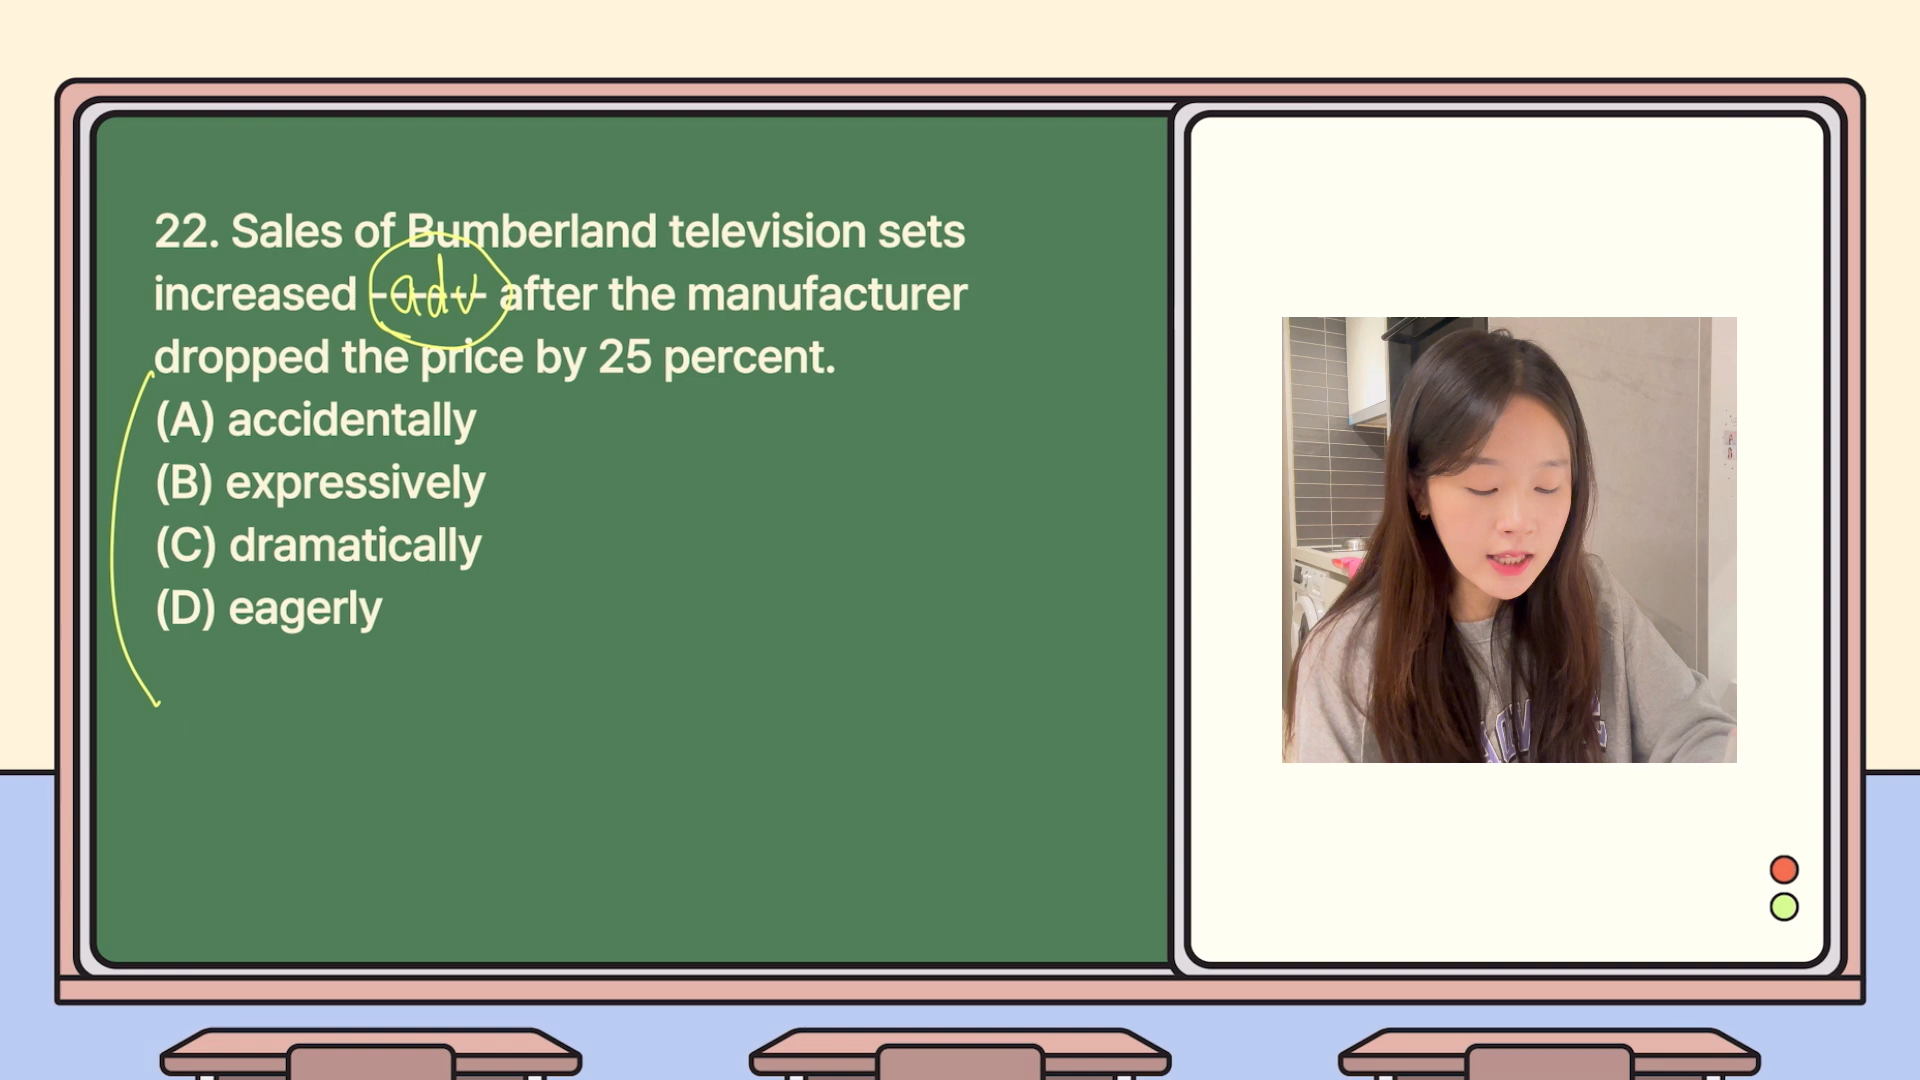 22. Sales of Bumberland television sets
increased ------ after the manufacturer
adv
dropped the price by 25 percent.
(A) accidentally
(B) expressively
(C) dramatically
(D) eagerly